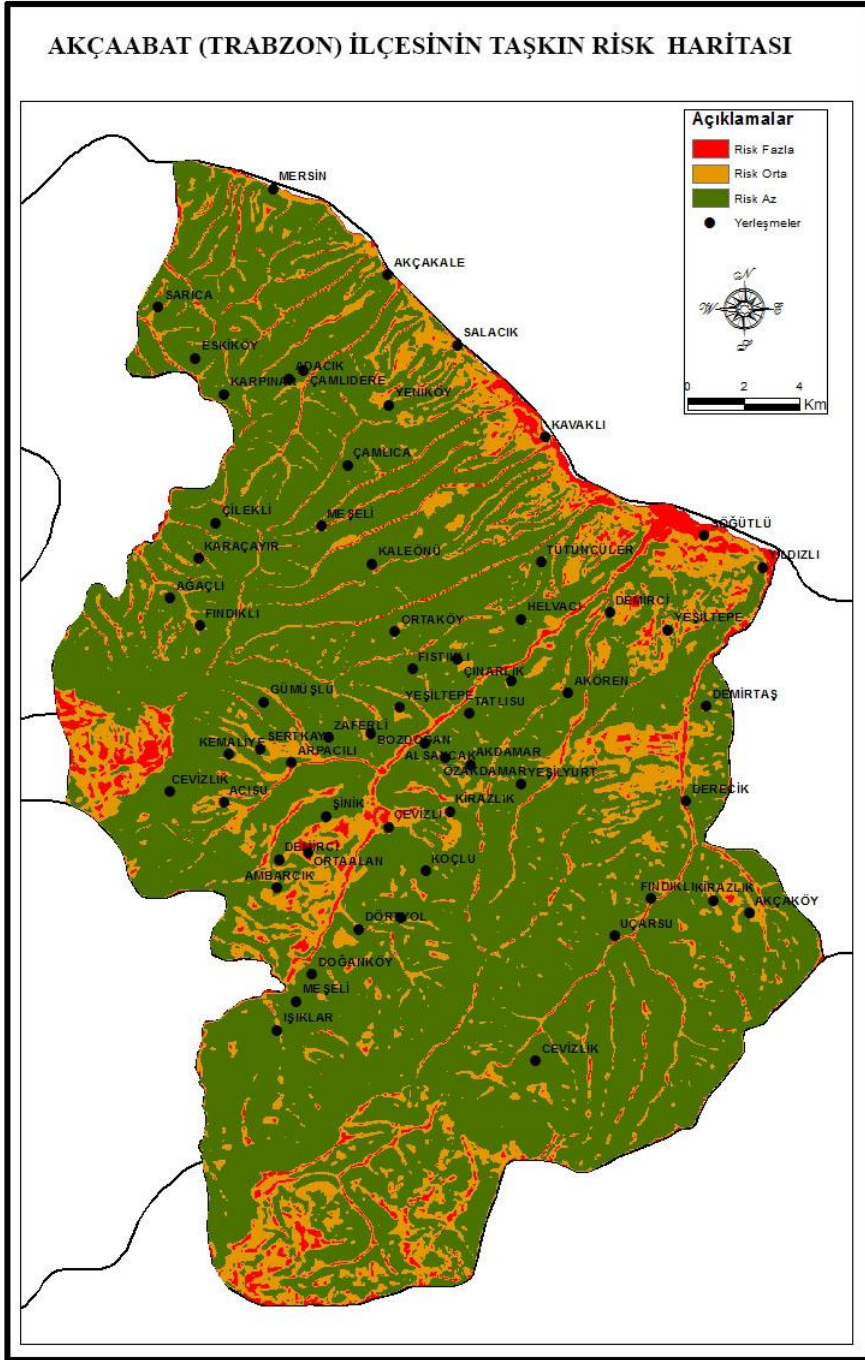 AKÇAABAT (TRABZON) İLÇESİNİN TAŞKIN RİSK HARİTASI
Açıklamalar
Risk Fazla
Risk Orta
Risk Az
Yerleşmeler
N
W E
S
0 2 4
Km
MERSİN
AKÇAKALE
SARICA
SALACIK
ESKİKÖY
ADACIK
KARPINAR
ÇAMLIDERE
YENİKÖY
KAVAKLI
ÇAMLICA
ÇİLEKLİ
MEŞELİ
SÖĞÜTLÜ
KARAÇAYIR
KALEÖNÜ
TÜTÜNCÜLER
YILDIZLI
AĞAÇLI
FINDIKLI
HELVACI
DEMİRCİ
ORTAKÖY
YEŞİLTEPE
FISTIKLI
ÇINARLIK
GÜMÜŞLÜ
YEŞİLTEPE
TATLISU
AKÖREN
DEMİRTAŞ
ZAFERLİ
SERTKAYA
BOZDOĞAN
KEMALİYE
ARPACILI
ALSANCAK
AKDAMAR
ÖZAKDAMAR
YEŞİLYURT
CEVİZLİK
ACISU
ŞİNİK
KİRAZLIK
DERECİK
CEVİZLİ
DEMİRCİ
ORTAALAN
AMBARCIK
KOÇLU
FINDIKLI
KİRAZLIK
AKÇAKÖY
DÖRTYOL
UÇARSU
DOĞANKÖY
MEŞELİ
IŞIKLAR
CEVİZLİK